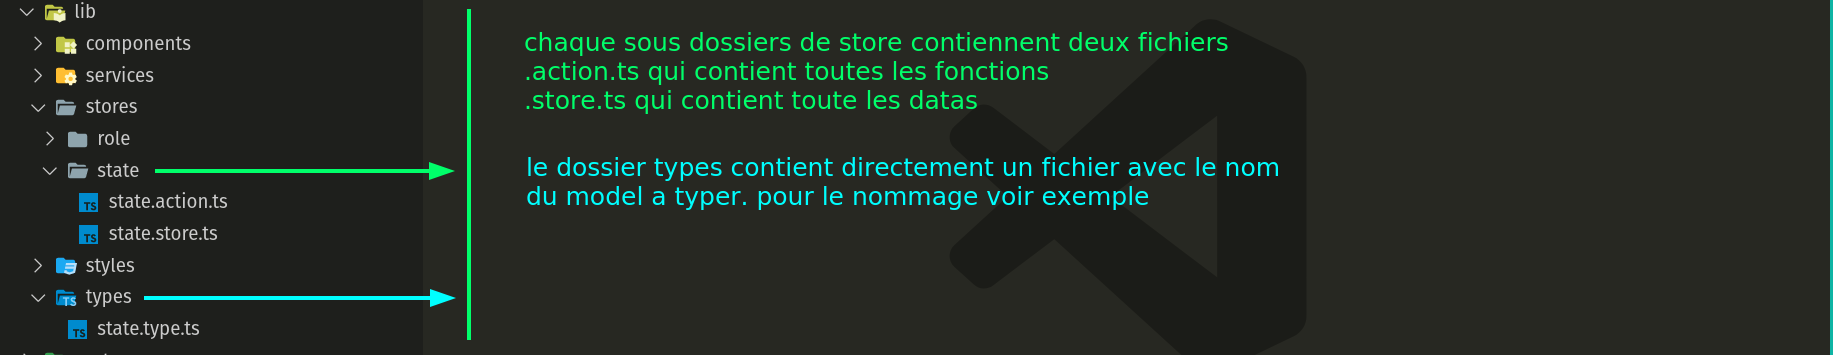 lib
components
services
stores
role
state
TS state.action.ts
TS state.store.ts
styles
TS types
TS state.type.ts
chaque sous dossiers de store contiennent deux fichiers
.action.ts qui contient toutes les fonctions
.store.ts qui contient toute les datas
le dossier types contient directement un fichier avec le nom
du model a typer. pour le nommage voir exemple